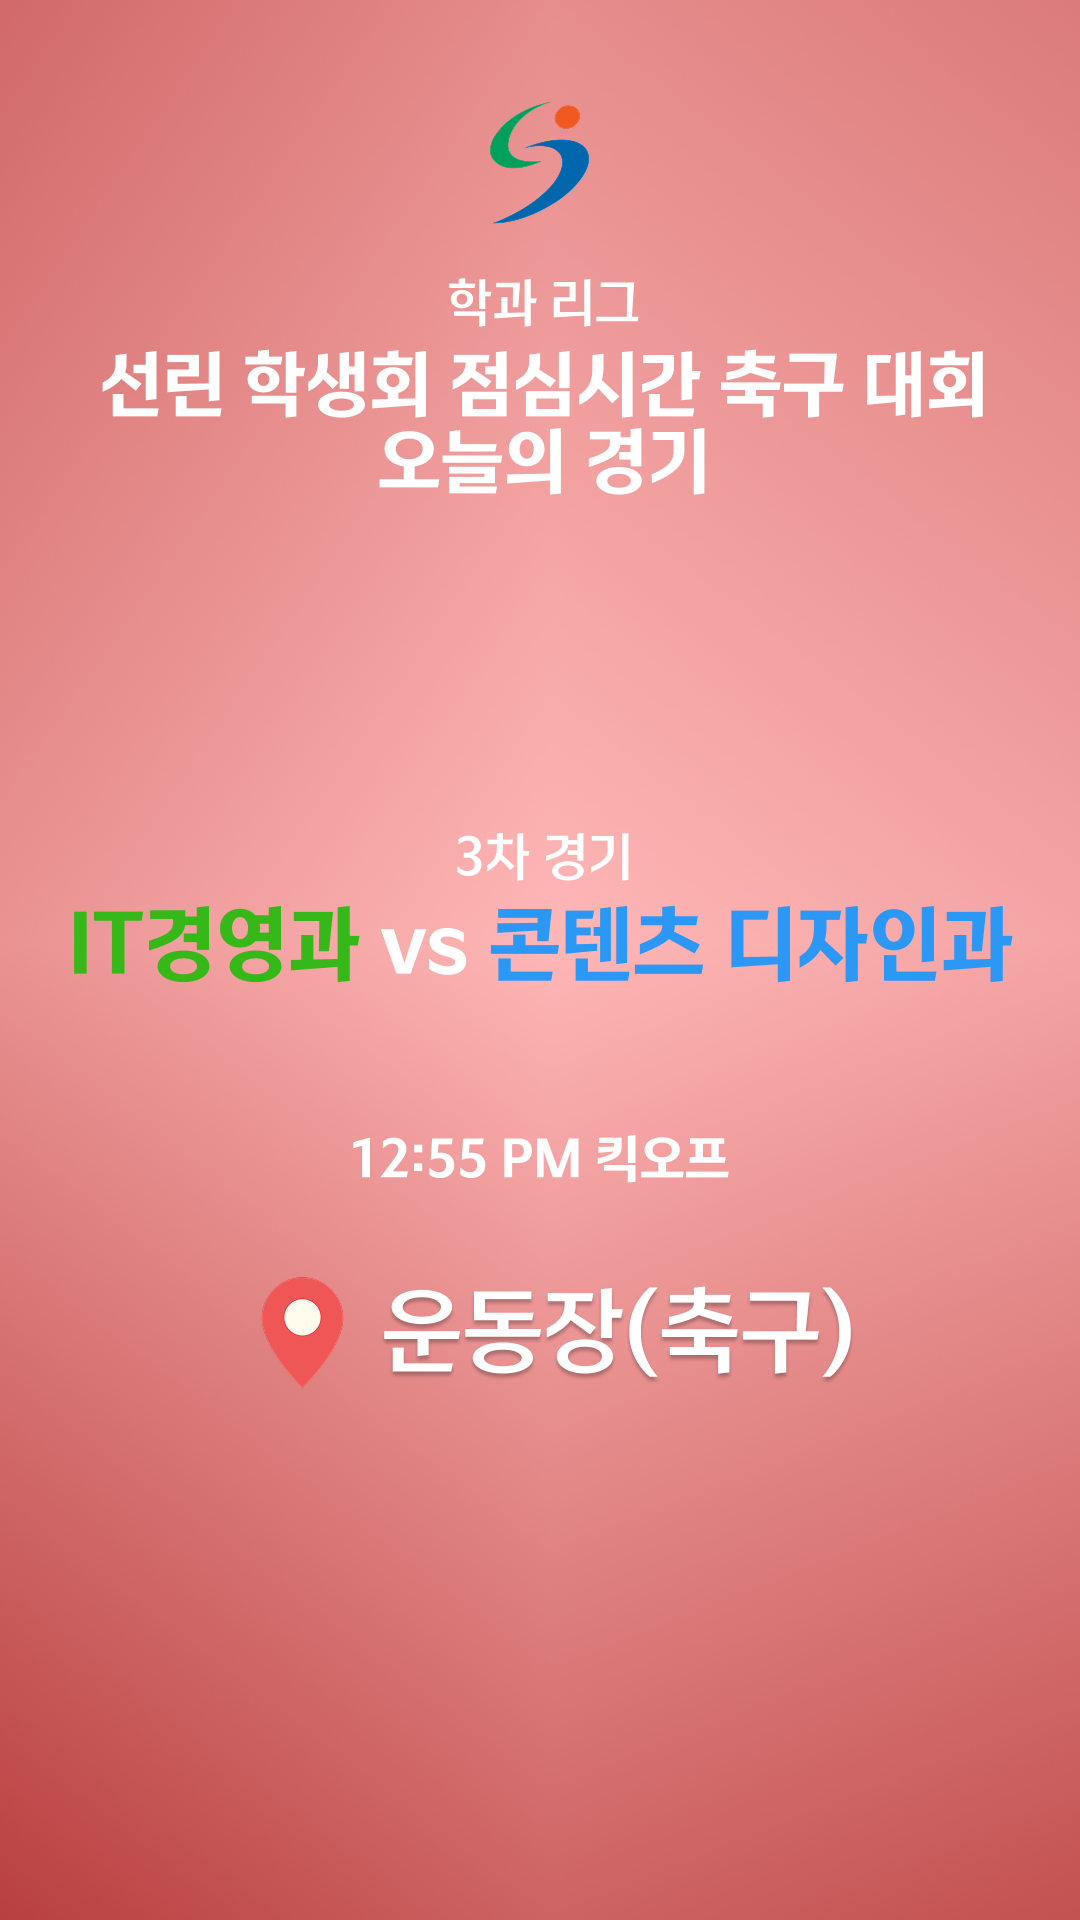 학과 리그
선린 학생회 점심시간 축구 대회
오늘의 경기
3차 경기
IT경영과 vs 콘텐츠 디자인과
12:55 PM 킥오프
운동장(축구)